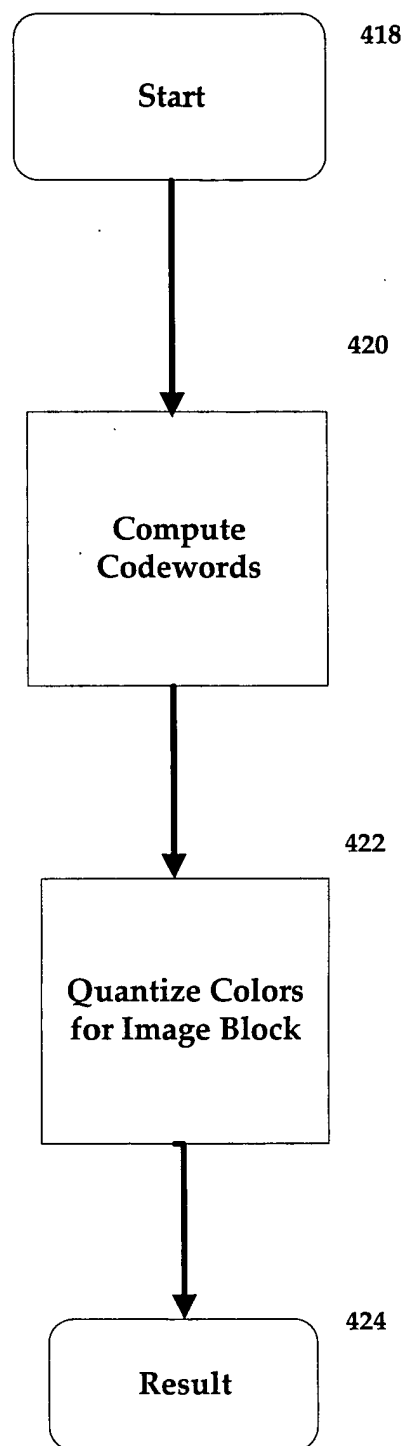 418
Start
420
Compute
Codewords
422
Quantize Colors
for Image Block
424
Result